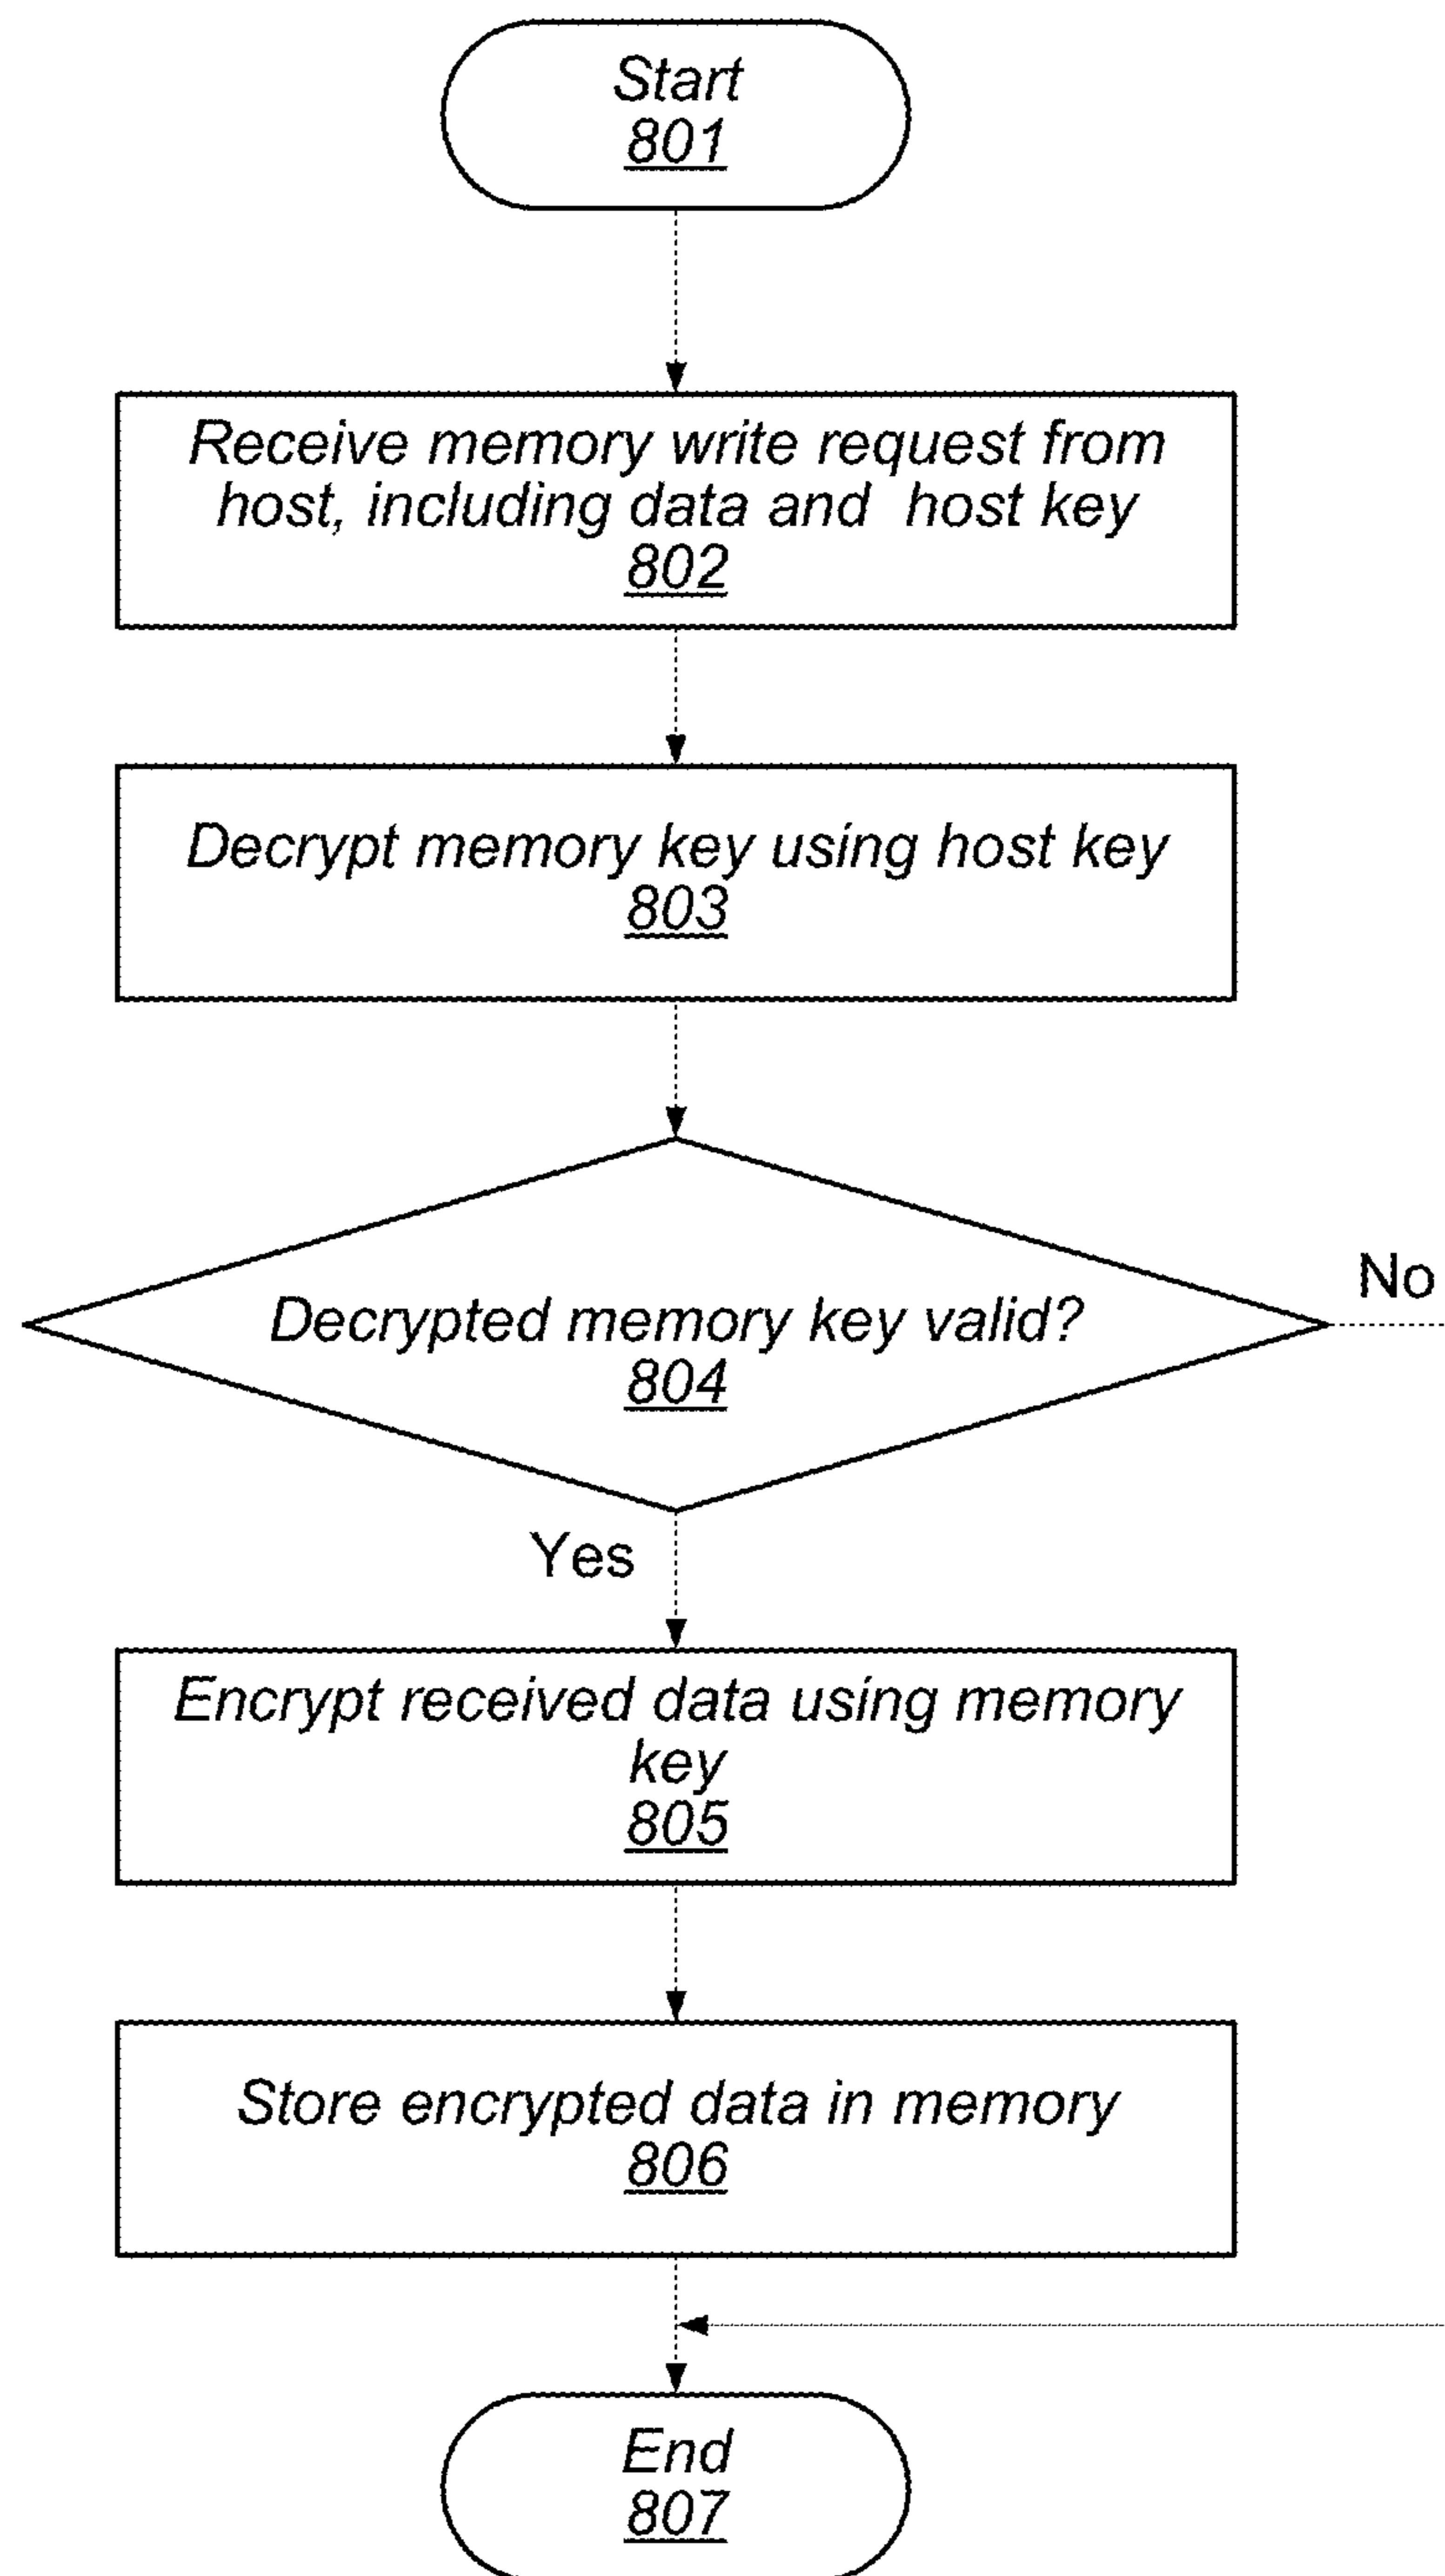 Start
801
Receive memory write request from
host, including data and host key
802
Decrypt memory key using host key
803
Decrypted memory key valid?
804
No
Yes
Encrypt received data using memory
key
805
Store encrypted data in memory
806
End
807